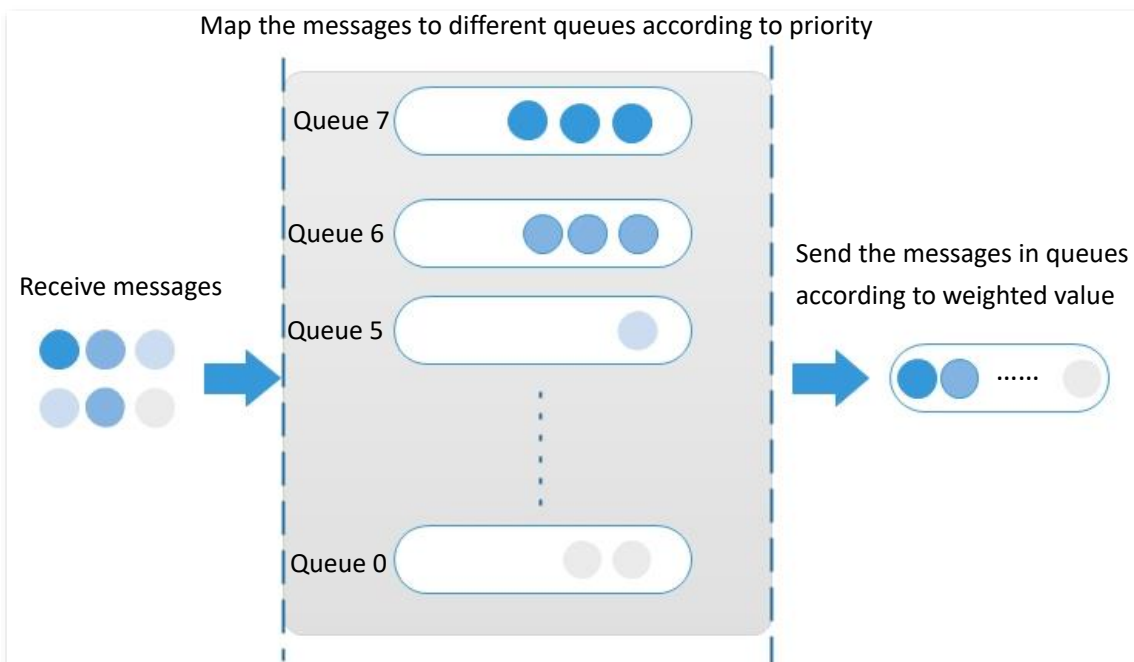 Map the messages to different queues according to priority
Queue 7
Queue 6
Queue 5
Queue 0
Receive messages
Send the messages in queues
according to weighted value
......